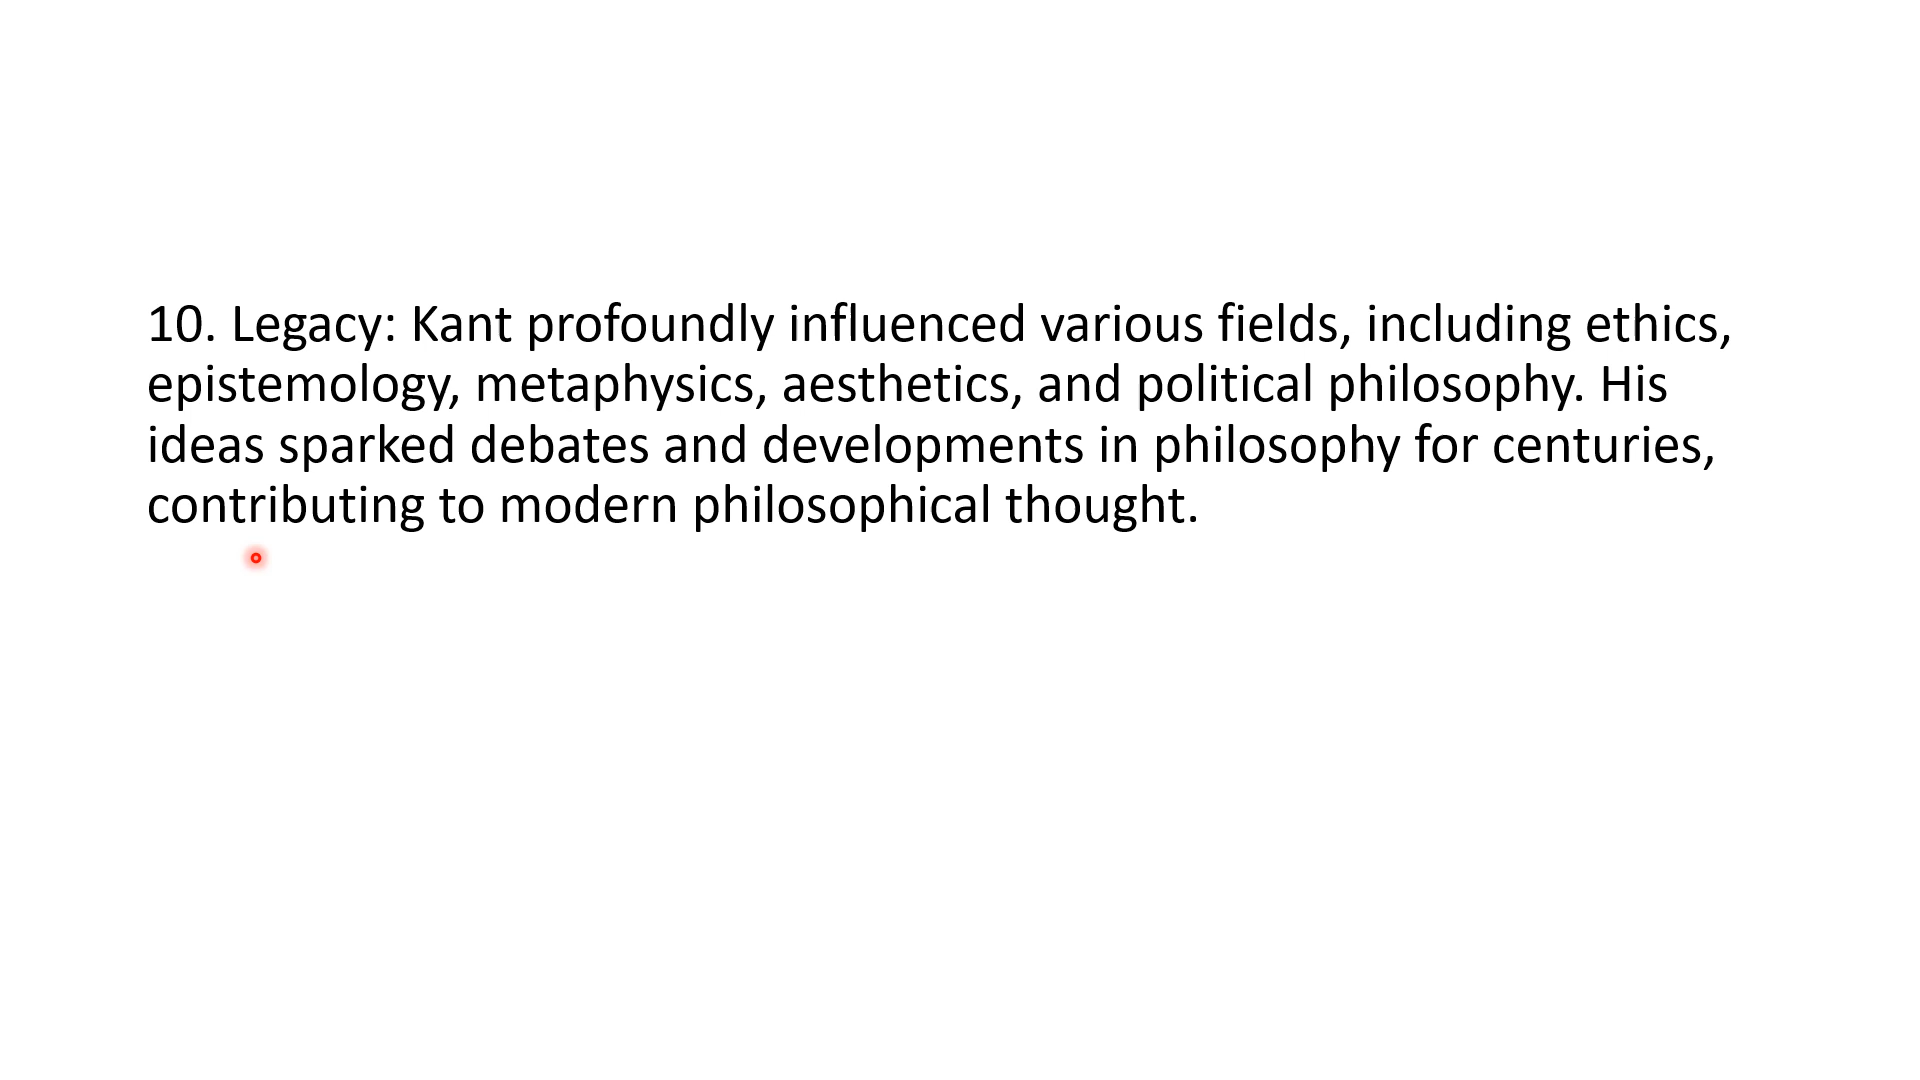 10. Legacy: Kant profoundly influenced various fields, including ethics,
epistemology, metaphysics, aesthetics, and political philosophy. His
ideas sparked debates and developments in philosophy for centuries,
contributing to modern philosophical thought.